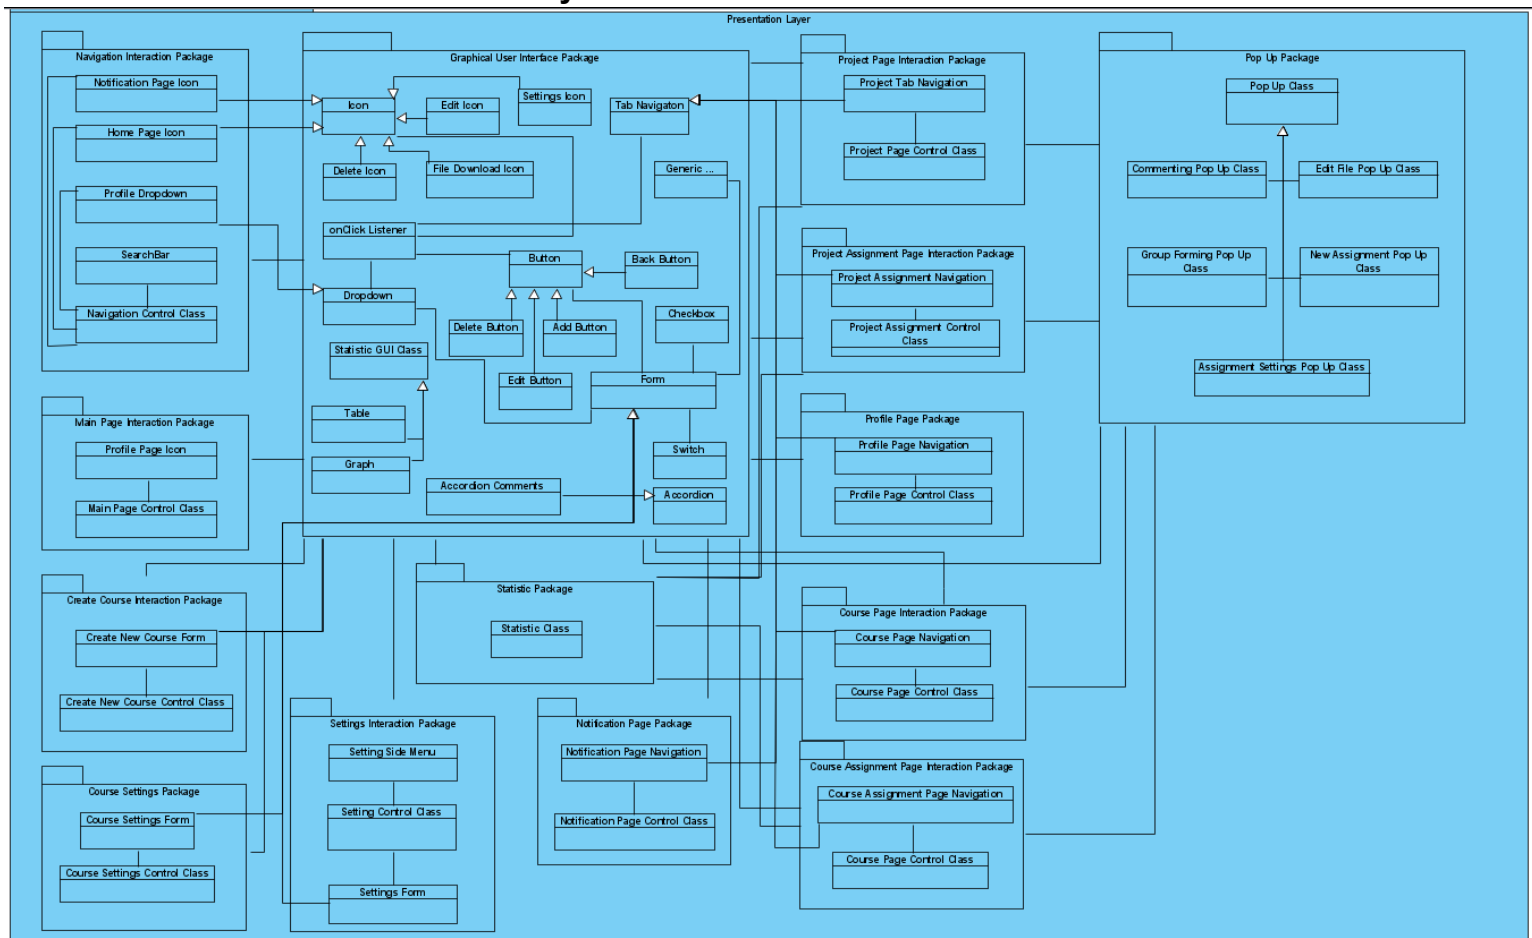 Presentation Layer
Navigation Interaction Package
Notification Page Icon
Home Page Icon
Profile Dropdown
SearchBar
Navigation Control Class
Main Page Interaction Package
Profile Page Icon
Main Page Control Class
Create Course Interaction Package
Create New Course Form
Create New Course Control Class
Course Settings Package
Course Settings Form
Course Settings Control Class
Graphical User Interface Package
Icon
Edit Icon
Settings Icon
Tab Navigaton
Delete Icon
File Download Icon
Generic ...
onClick Listener
Button
Back Button
Dropdown
Delete Button
Add Button
Checkbox
Statistic GUI Class
Edit Button
Form
Table
Graph
Switch
Accordion Comments
Accordion
Statistic Package
Statistic Class
Settings Interaction Package
Setting Side Menu
Setting Control Class
Settings Form
Notification Page Package
Notification Page Navigation
Notification Page Control Class
Project Page Interaction Package
Project Tab Navigation
Project Page Control Class
Project Assignment Page Interaction Package
Project Assignment Navigation
Project Assignment Control
Class
Profile Page Package
Profile Page Navigation
Profile Page Control Class
Course Page Interaction Package
Course Page Navigation
Course Page Control Class
Course Assignment Page Interaction Package
Course Assignment Page Navigation
Course Page Control Class
Pop Up Package
Pop Up Class
Commenting Pop Up Class
Edit File Pop Up Class
Group Forming Pop Up
Class
New Assignment Pop Up
Class
Assignment Settings Pop Up Class